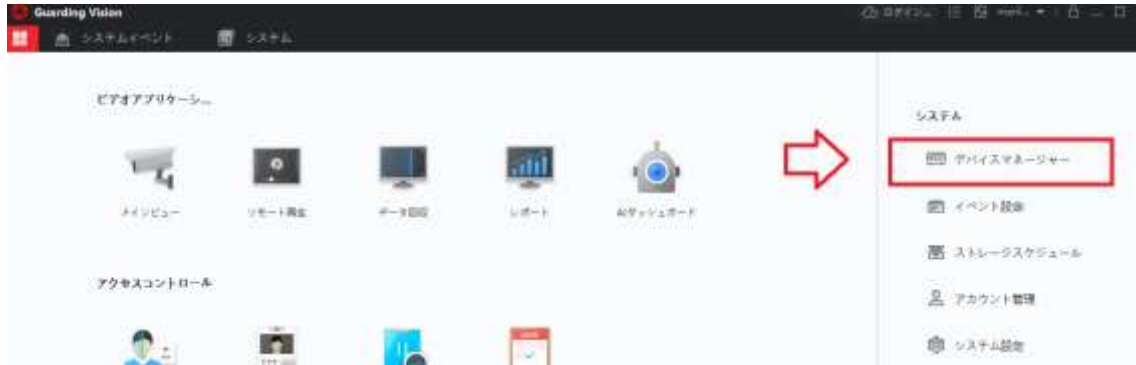 Guarding Vision
ログイン...
システムイベント
システム
ビデオアプリケーシ...
メインビュー
リモート再生
データ回収
レポート
AIダッシュボード
アクセスコントロール
システム
デバイスマネージャー
イベント設定
ストレージスケジュール
アカウント管理
システム設定